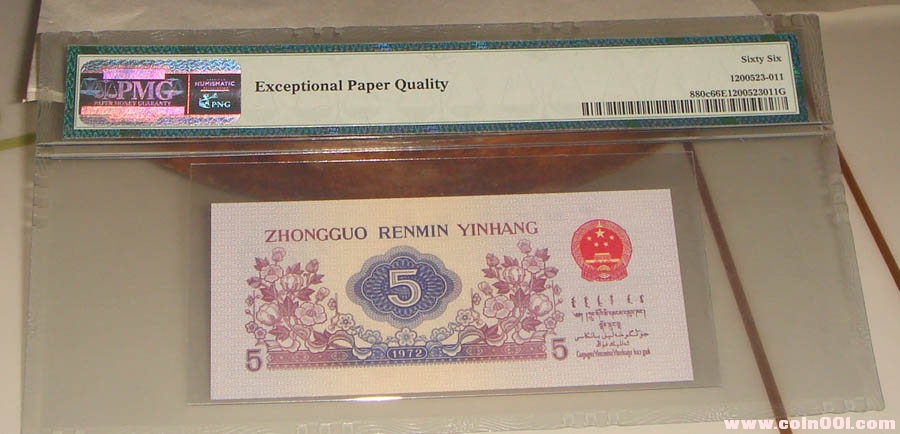 PMG
PAPER MONEY GUARANTY
NUMISMATIC
PNG
Exceptional Paper Quality
Sixty Six
1200523-011
880c66E1200523011G
ZHONGGUO RENMIN YINHANG
5
5
1972
5
www.coin001.com